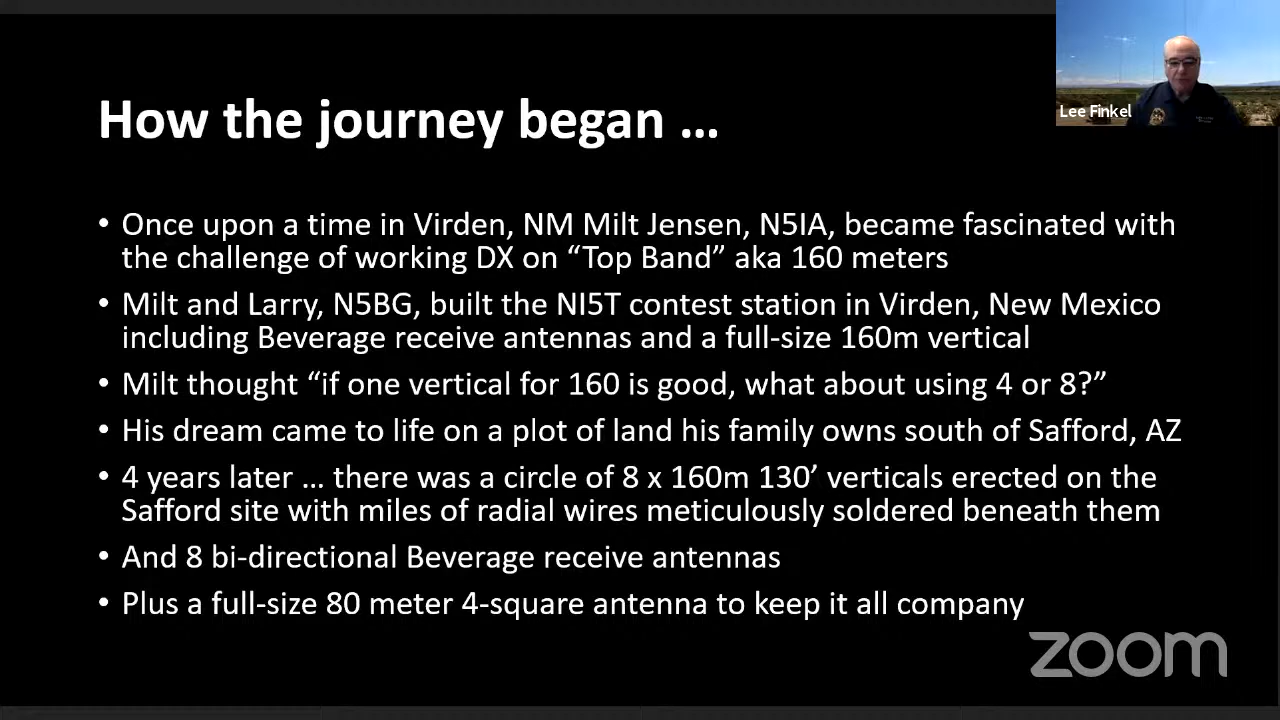 How the journey began ...
Lee Finkel
• Once upon a time in Virden, NM Milt Jensen, N5IA, became fascinated with
the challenge of working DX on “Top Band” aka 160 meters
• Milt and Larry, N5BG, built the NI5T contest station in Virden, New Mexico
including Beverage receive antennas and a full-size 160m vertical
• Milt thought “if one vertical for 160 is good, what about using 4 or 8?”
• His dream came to life on a plot of land his family owns south of Safford, AZ
• 4 years later ... there was a circle of 8 x 160m 130’ verticals erected on the
Safford site with miles of radial wires meticulously soldered beneath them
• And 8 bi-directional Beverage receive antennas
• Plus a full-size 80 meter 4-square antenna to keep it all company
zoom